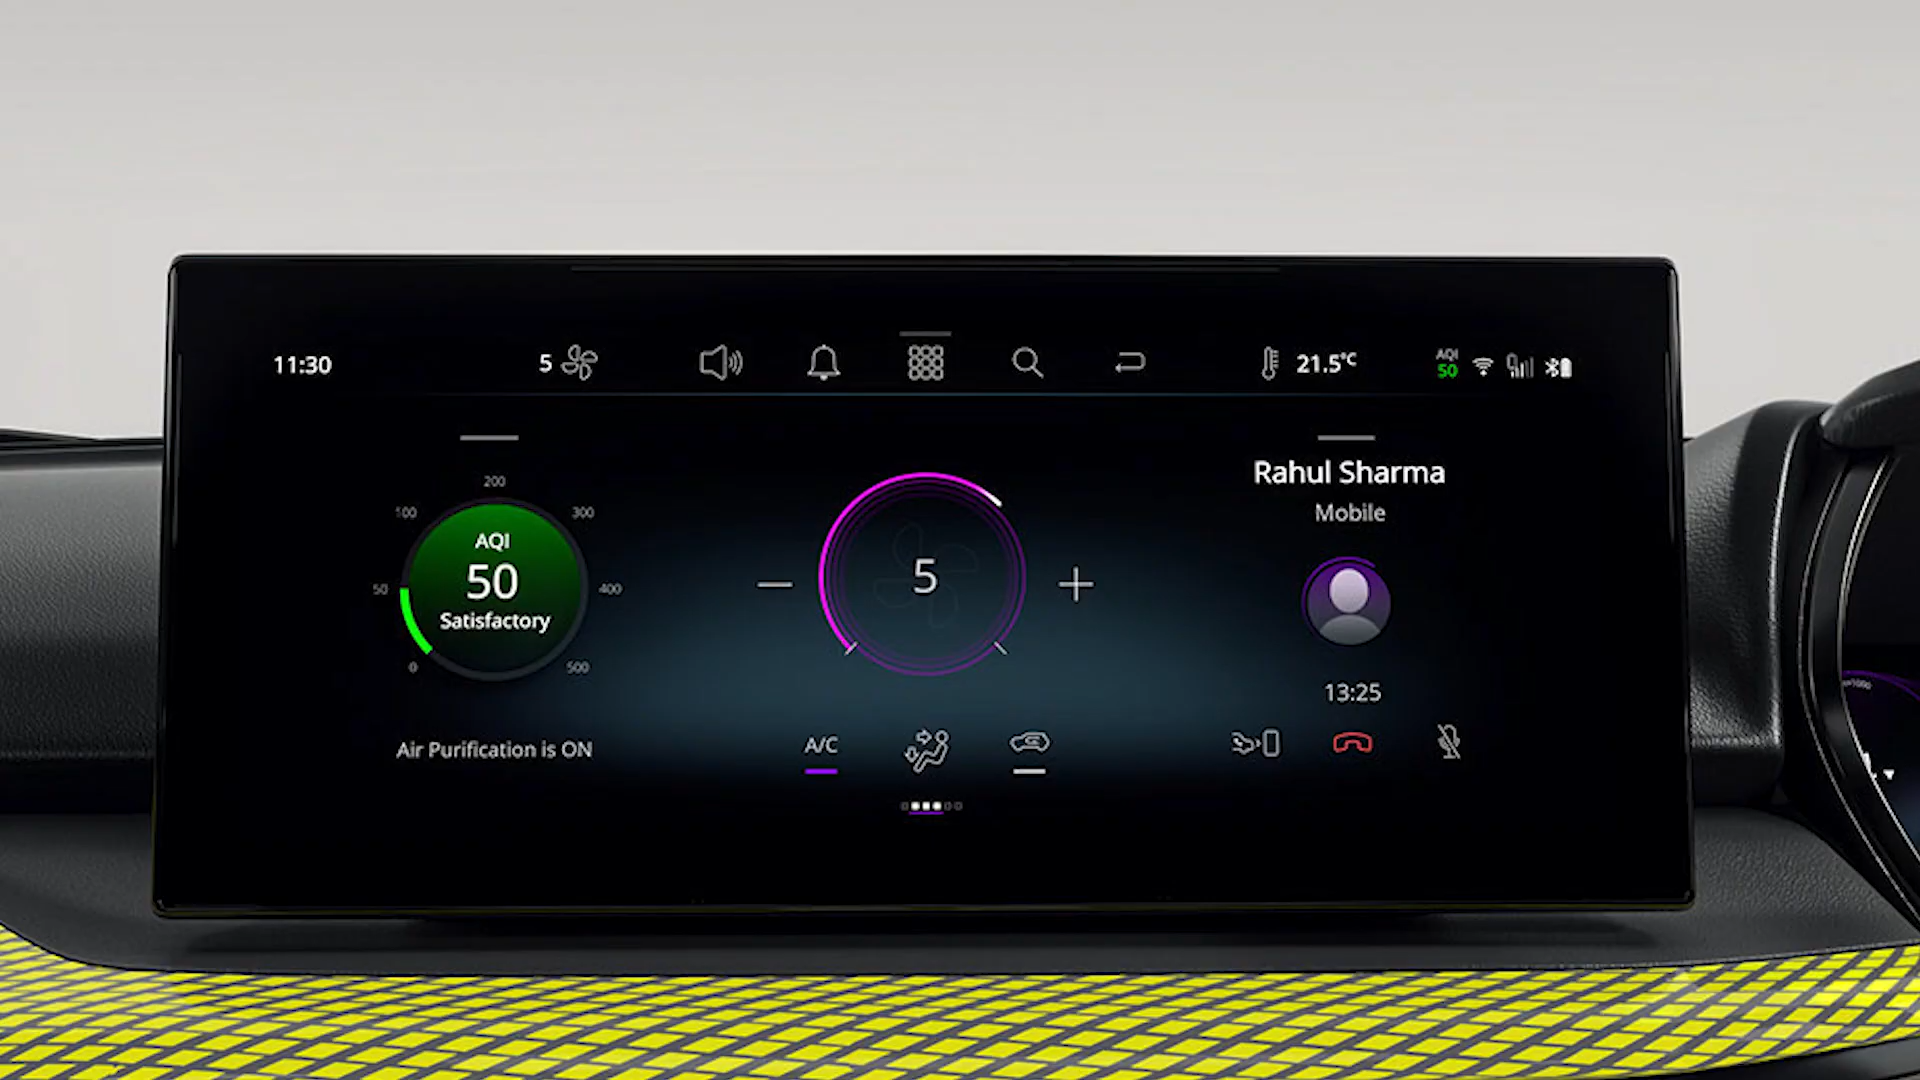 11:30
5
21.5°C
AQI
50
200
100
300
AQI
50
Satisfactory
50
400
0
500
Air Purification is ON
5
A/C
Rahul Sharma
Mobile
13:25